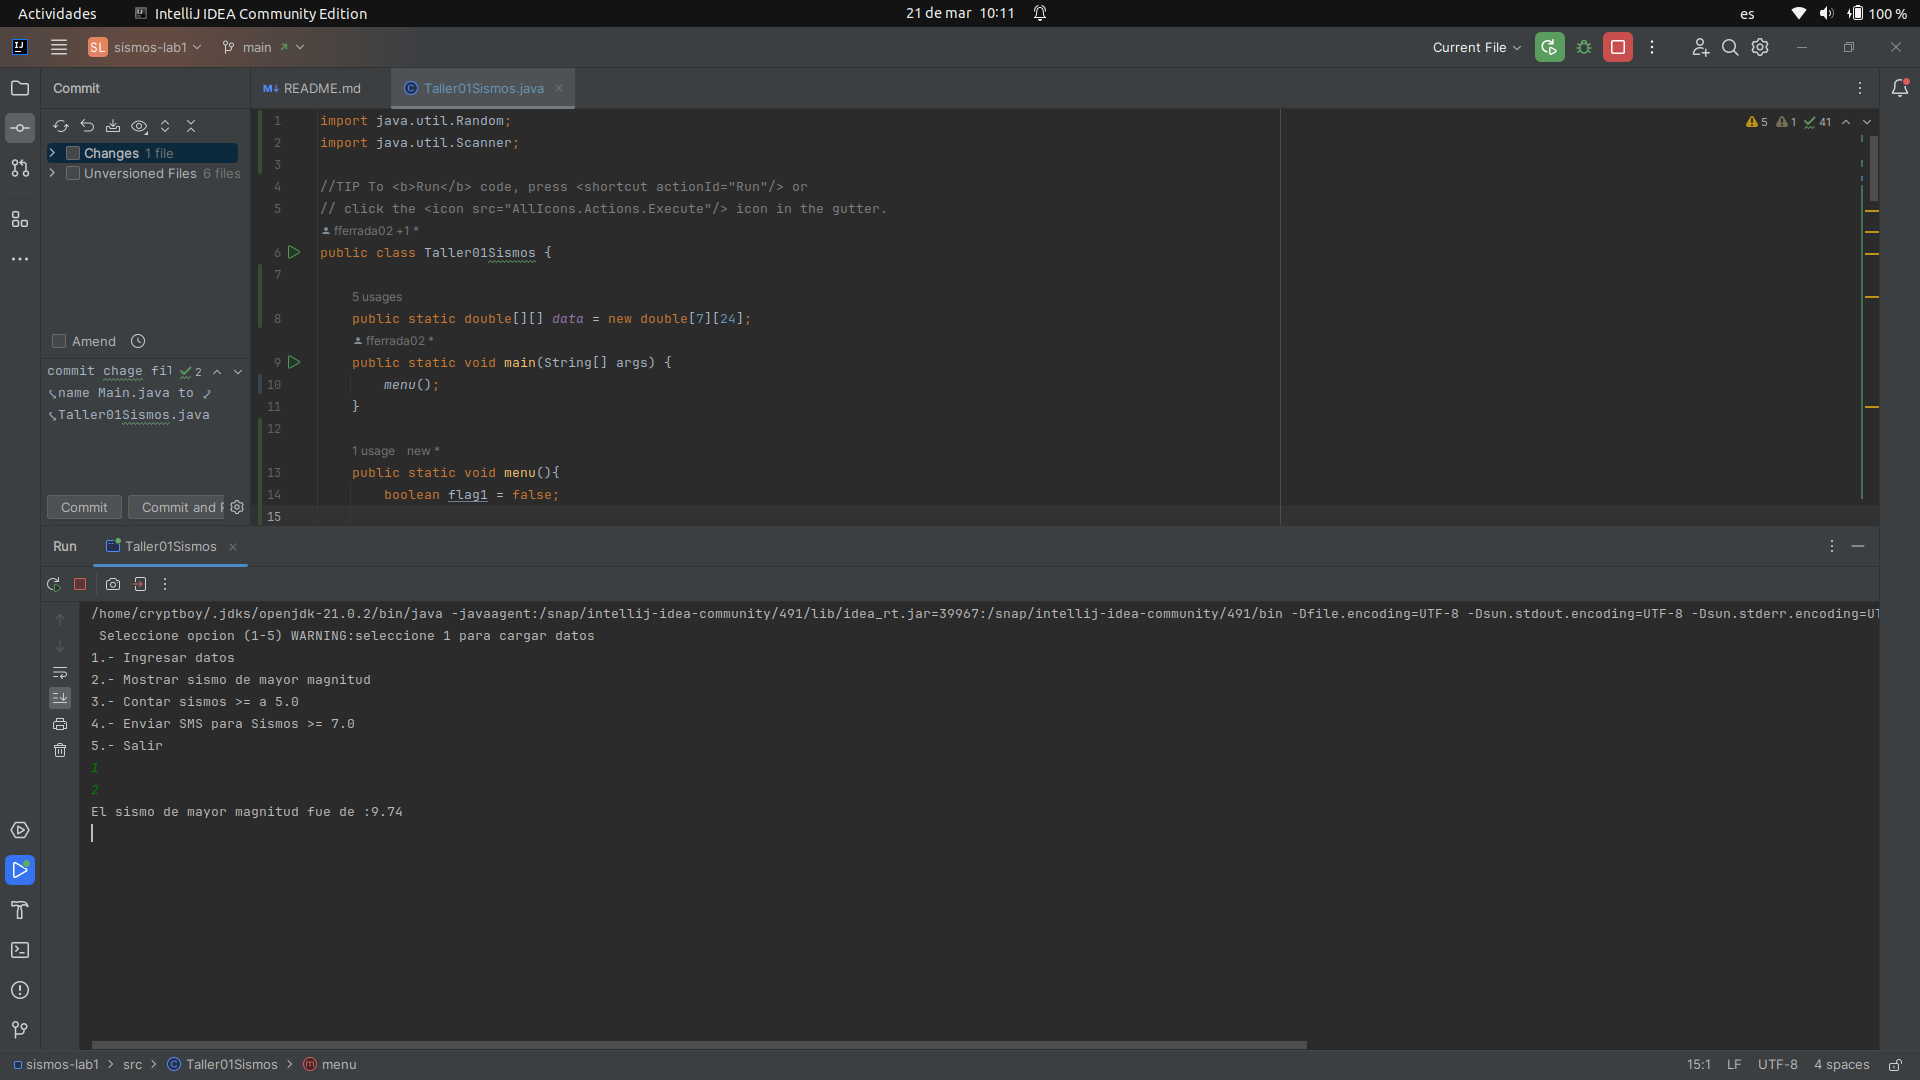 Actividades
IntelliJ IDEA Community Edition
21 de mar 10:11
es
100 %
SL
sismos-lab1
main
Current File
Commit
README.md
Taller01Sismos.java
Changes 1 file
Unversioned Files 6 files
Amend
commit chage fil
2
name Main.java to
Taller01Sismos.java
Commit
Commit and P
5
1
41
1 import java.util.Random;
2 import java.util.Scanner;
3
4 //TIP To <b>Run</b> code, press <shortcut actionId="Run"/> or
5 // click the <icon src="AllIcons.Actions.Execute"/> icon in the gutter.
fferrada02 +1 *
6 public class Taller01Sismos {
7
5 usages
8 public static double[][] data = new double[7][24];
fferrada02 *
9 public static void main(String[] args) {
10 menu();
11 }
12
1 usage new *
13 public static void menu(){
14 boolean flag1 = false;
15
Run
Taller01Sismos
/home/cryptboy/.jdks/openjdk-21.0.2/bin/java -javaagent:/snap/intellij-idea-community/491/lib/idea_rt.jar=39967:/snap/intellij-idea-community/491/bin -Dfile.encoding=UTF-8 -Dsun.stdout.encoding=UTF-8 -Dsun.stderr.encoding=UT
Seleccione opcion (1-5) WARNING:seleccione 1 para cargar datos
1.- Ingresar datos
2.- Mostrar sismo de mayor magnitud
3.- Contar sismos >= a 5.0
4.- Enviar SMS para Sismos >= 7.0
5.- Salir
1
2
El sismo de mayor magnitud fue de :9.74
sismos-lab1 > src > Taller01Sismos > menu
15:1
LF
UTF-8
4 spaces